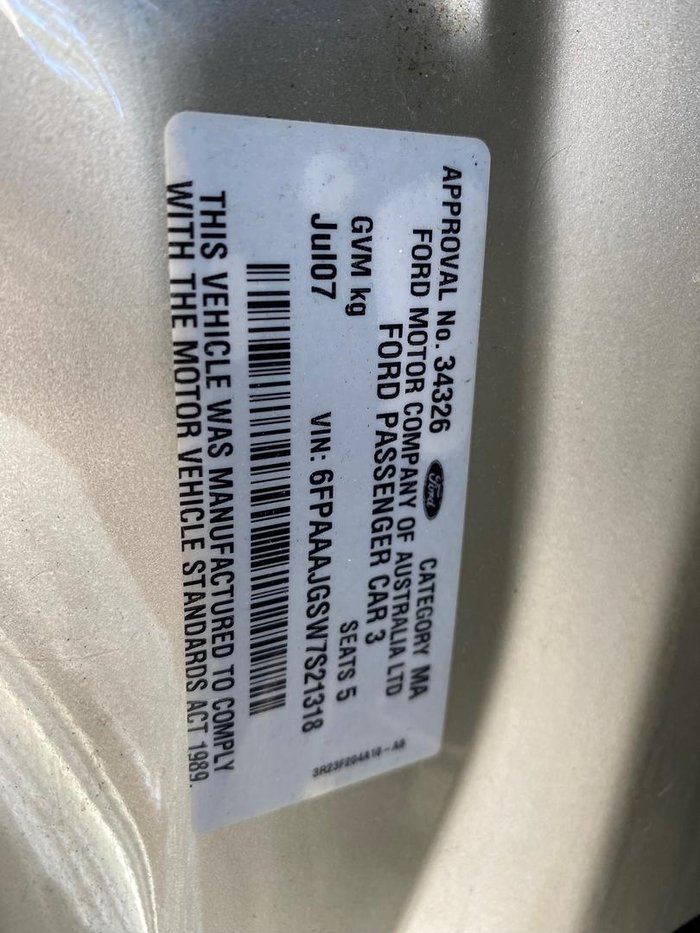 APPROVAL No. 34326 Ford CATEGORY MA
FORD MOTOR COMPANY OF AUSTRALIA LTD
FORD PASSENGER CAR 3
GVM kg SEATS 5
Jul07 VIN: 6FPAAAJGSW7S21318
THIS VEHICLE WAS MANUFACTURED TO COMPLY
WITH THE MOTOR VEHICLE STANDARDS ACT 1989.